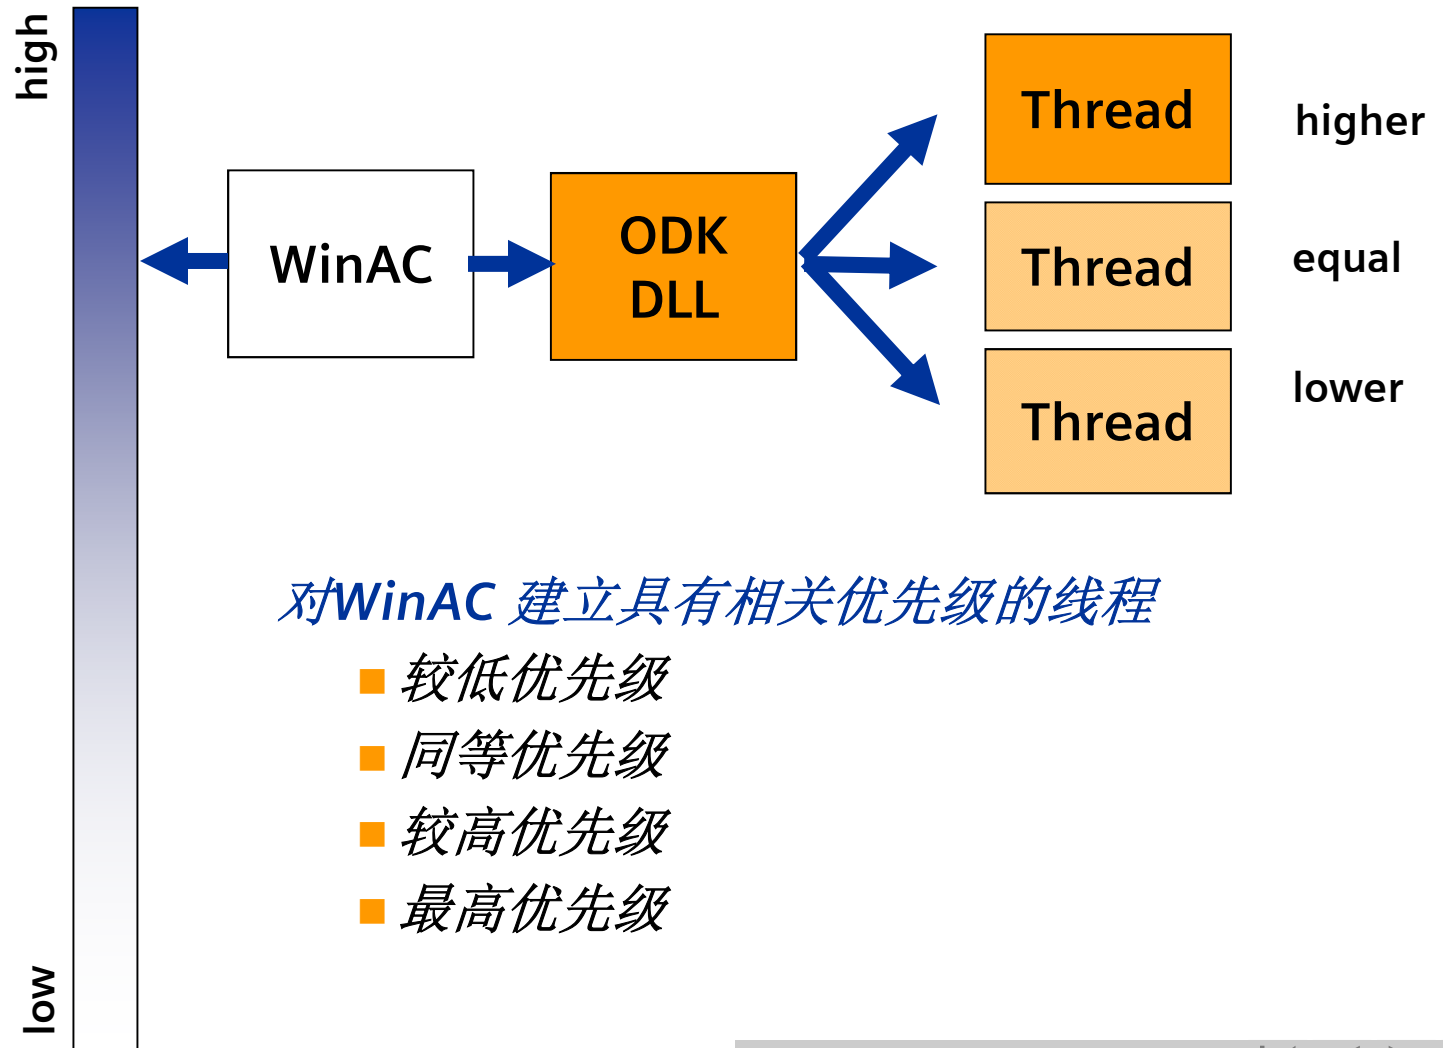 high
Thread
higher
WinAC
ODK
DLL
Thread
equal
Thread
lower
对WinAC 建立具有相关优先级的线程
较低优先级
同等优先级
较高优先级
最高优先级
low